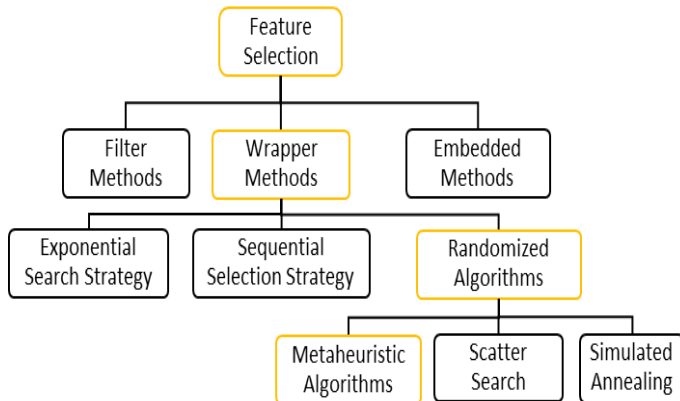 Feature
Selection
Filter
Methods
Wrapper
Methods
Embedded
Methods
Exponential
Search Strategy
Sequential
Selection Strategy
Randomized
Algorithms
Metaheuristic
Algorithms
Scatter
Search
Simulated
Annealing